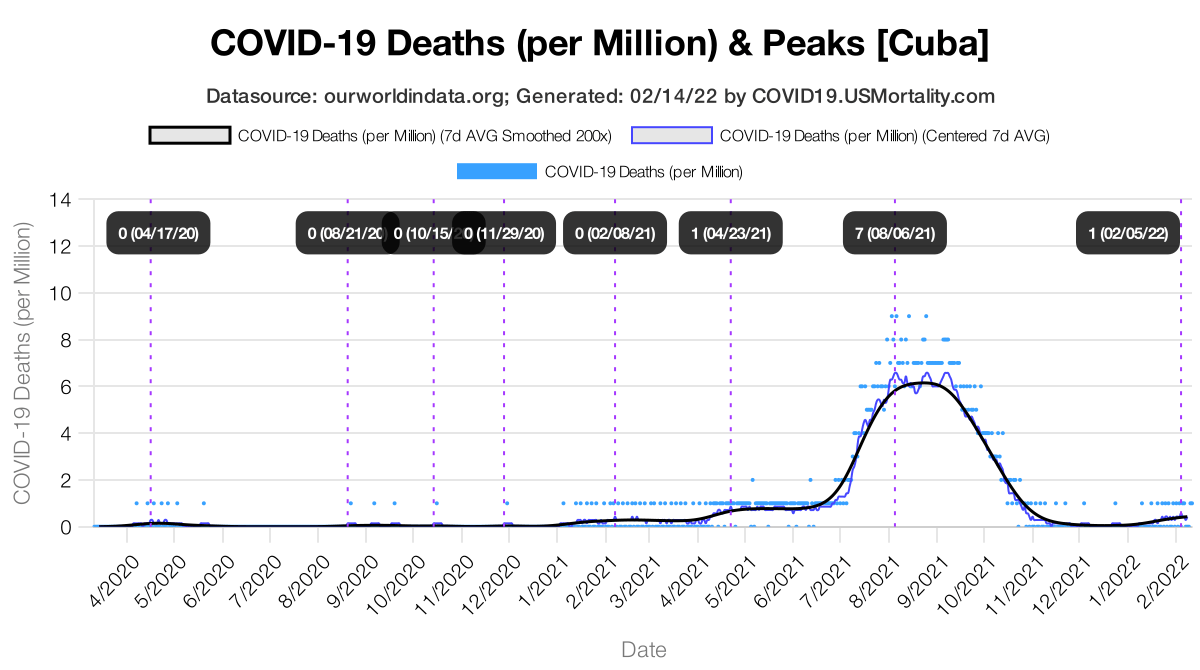 COVID-19 Deaths (per Million) & Peaks [Cuba]
Datasource: ourworldindata.org; Generated: 02/14/22 by COVID19.USMortality.com
COVID-19 Deaths (per Million) (7d AVG Smoothed 200x) COVID-19 Deaths (per Million) (Centered 7d AVG)
COVID-19 Deaths (per Million)
COVID-19 Deaths (per Million)
14
0 (04/17/20) 0 (08/21/20) 0 (10/15/2 0 (11/29/20) 0 (02/08/21) 1 (04/23/21) 7 (08/06/21) 1 (02/05/22)
12
10
8
6
4
2
0
4/2020 5/2020 6/2020 7/2020 8/2020 9/2020 10/2020 11/2020 12/2020 1/2021 2/2021 3/2021 4/2021 5/2021 6/2021 7/2021 8/2021 9/2021 10/2021 11/2021 12/2021 1/2022 2/2022
Date